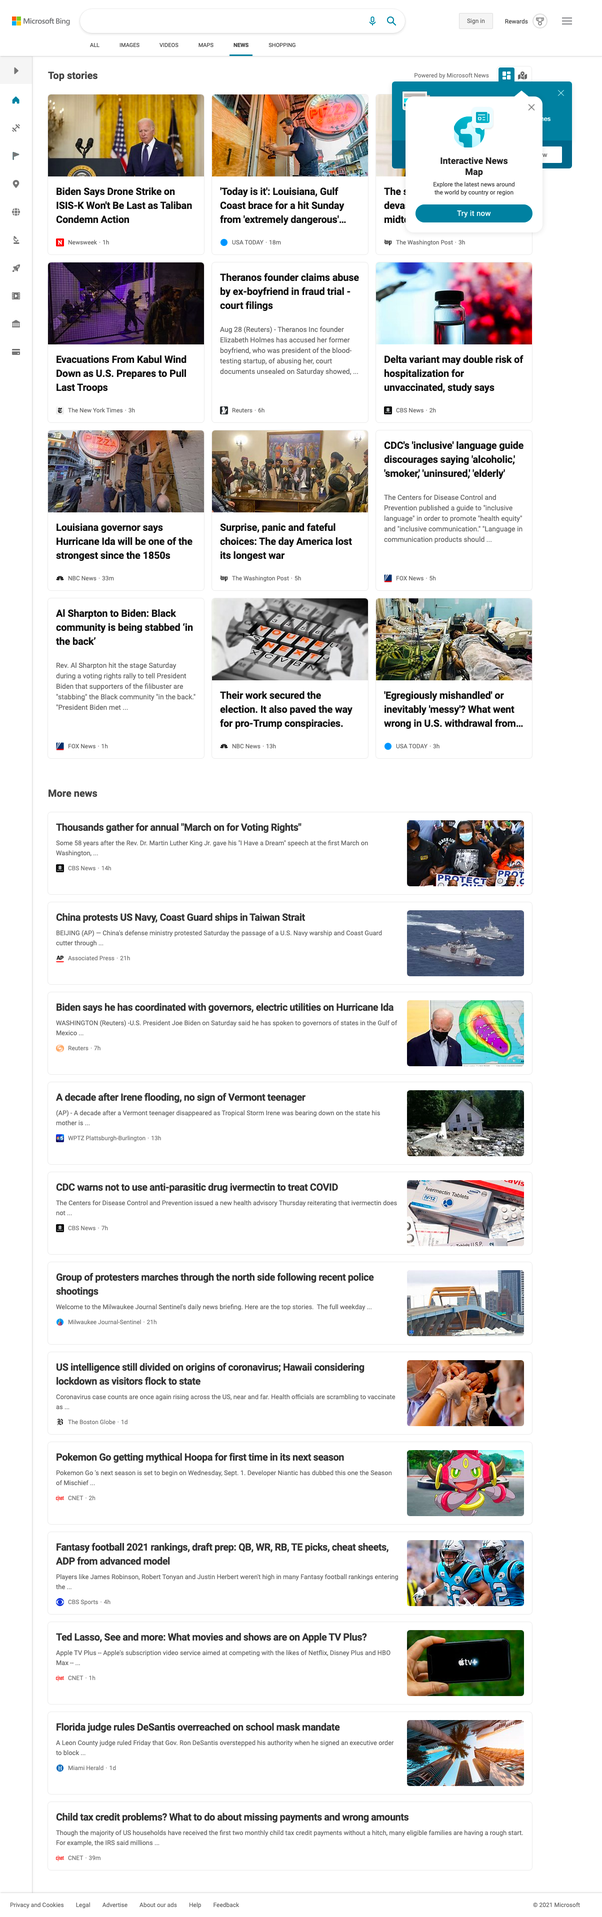 Microsoft Bing
Sign in
Rewards
ALL
IMAGES
VIDEOS
MAPS
NEWS
SHOPPING
Top stories
Powered by Microsoft News
Interactive News
Map
Explore the latest news around
the world by country or region
Try it now
Biden Says Drone Strike on
ISIS-K Won't Be Last as Taliban
Condemn Action
Newsweek · 1h
'Today is it': Louisiana, Gulf
Coast brace for a hit Sunday
from 'extremely dangerous'...
USA TODAY · 18m
The Washington Post · 3h
Evacuations From Kabul Wind
Down as U.S. Prepares to Pull
Last Troops
The New York Times · 3h
Theranos founder claims abuse
by ex-boyfriend in fraud trial -
court filings
Aug 28 (Reuters) - Theranos Inc founder
Elizabeth Holmes has accused her former
boyfriend, who was president of the blood-
testing startup, of abusing her, court
documents unsealed on Saturday showed, ...
Reuters · 6h
Delta variant may double risk of
hospitalization for
unvaccinated, study says
CBS News · 2h
PIZZA
Louisiana governor says
Hurricane Ida will be one of the
strongest since the 1850s
NBC News · 33m
Surprise, panic and fateful
choices: The day America lost
its longest war
The Washington Post · 5h
CDC's 'inclusive' language guide
discourages saying 'alcoholic,'
'smoker,' 'uninsured,' 'elderly'
The Centers for Disease Control and
Prevention published a guide to "inclusive
language" in order to promote "health equity"
and "inclusive communication." "Language in
communication products should ...
FOX News · 5h
Al Sharpton to Biden: Black
community is being stabbed 'in
the back'
Rev. Al Sharpton hit the stage Saturday
during a voting rights rally to tell President
Biden that supporters of the filibuster are
"stabbing" the Black community "in the back."
"President Biden met ...
FOX News · 1h
Their work secured the
election. It also paved the way
for pro-Trump conspiracies.
NBC News · 13h
'Egregiously mishandled' or
inevitably 'messy'? What went
wrong in U.S. withdrawal from...
USA TODAY · 3h
More news
Thousands gather for annual "March on for Voting Rights"
Some 58 years after the Rev. Dr. Martin Luther King Jr. gave his "I Have a Dream" speech at the first March on
Washington, ...
CBS News · 14h
China protests US Navy, Coast Guard ships in Taiwan Strait
BEIJING (AP) — China's defense ministry protested Saturday the passage of a U.S. Navy warship and Coast Guard
cutter through ...
AP Associated Press · 21h
Biden says he has coordinated with governors, electric utilities on Hurricane Ida
WASHINGTON (Reuters) -U.S. President Joe Biden on Saturday said he has spoken to governors of states in the Gulf of
Mexico ...
Reuters · 7h
A decade after Irene flooding, no sign of Vermont teenager
(AP) - A decade after a Vermont teenager disappeared as Tropical Storm Irene was bearing down on the state his
mother is ...
WPTZ Plattsburgh-Burlington · 13h
CDC warns not to use anti-parasitic drug ivermectin to treat COVID
The Centers for Disease Control and Prevention issued a new health advisory Thursday reiterating that ivermectin does
not ...
CBS News · 7h
Group of protesters marches through the north side following recent police
shootings
Welcome to the Milwaukee Journal Sentinel's daily news briefing. Here are the top stories. The full weekday ...
Milwaukee Journal-Sentinel · 21h
US intelligence still divided on origins of coronavirus; Hawaii considering
lockdown as visitors flock to state
Coronavirus case counts are once again rising across the US, near and far. Health officials are scrambling to vaccinate
as ...
The Boston Globe · 1d
Pokemon Go getting mythical Hoopa for first time in its next season
Pokemon Go 's next season is set to begin on Wednesday, Sept. 1. Developer Niantic has dubbed this one the Season
of Mischief ...
CNET · 2h
Fantasy football 2021 rankings, draft prep: QB, WR, RB, TE picks, cheat sheets,
ADP from advanced model
Players like James Robinson, Robert Tonyan and Justin Herbert weren't high in many Fantasy football rankings entering
the ...
CBS Sports · 4h
Ted Lasso, See and more: What movies and shows are on Apple TV Plus?
Apple TV Plus -- Apple's subscription video service aimed at competing with the likes of Netflix, Disney Plus and HBO
Max -- ...
CNET · 1h
Florida judge rules DeSantis overreached on school mask mandate
A Leon County judge ruled Friday that Gov. Ron DeSantis overstepped his authority when he signed an executive order
to block ...
Miami Herald · 1d
Child tax credit problems? What to do about missing payments and wrong amounts
Though the majority of US households have received the first two monthly child tax credit payments without a hitch, many eligible families are having a rough start.
For example, the IRS said millions ...
CNET · 39m
Privacy and Cookies
Legal
Advertise
About our ads
Help
Feedback
© 2021 Microsoft